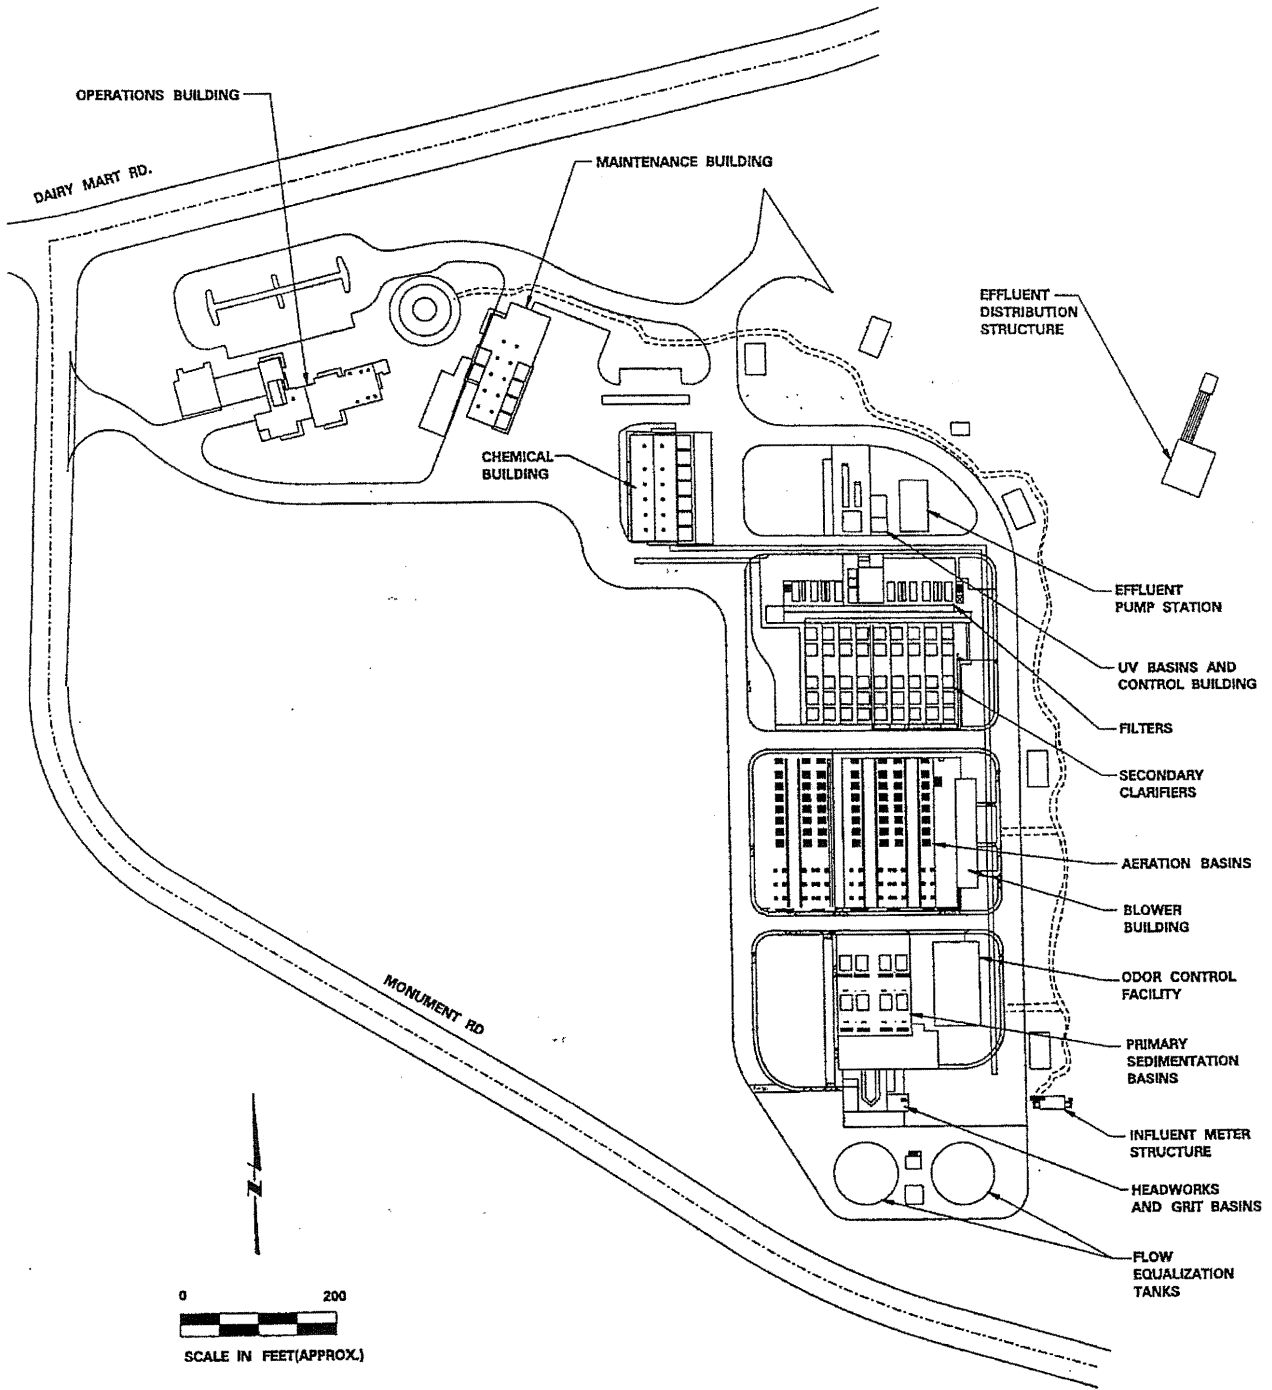 OPERATIONS BUILDING
DAIRY MART RD.
MAINTENANCE BUILDING
EFFLUENT
DISTRIBUTION
STRUCTURE
CHEMICAL
BUILDING
EFFLUENT
PUMP STATION
UV BASINS AND
CONTROL BUILDING
FILTERS
SECONDARY
CLARIFIERS
AERATION BASINS
BLOWER
BUILDING
ODOR CONTROL
FACILITY
MONUMENT RD
PRIMARY
SEDIMENTATION
BASINS
INFLUENT METER
STRUCTURE
HEADWORKS
AND GRIT BASINS
FLOW
EQUALIZATION
TANKS
N
0 200
SCALE IN FEET(APPROX.)